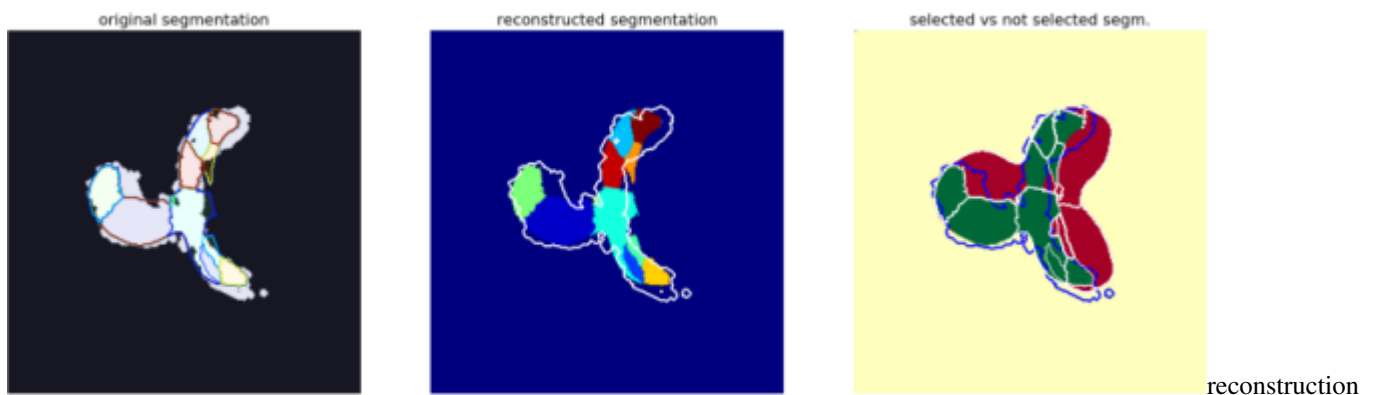 original segmentation
reconstructed segmentation
selected vs not selected segm.
reconstruction